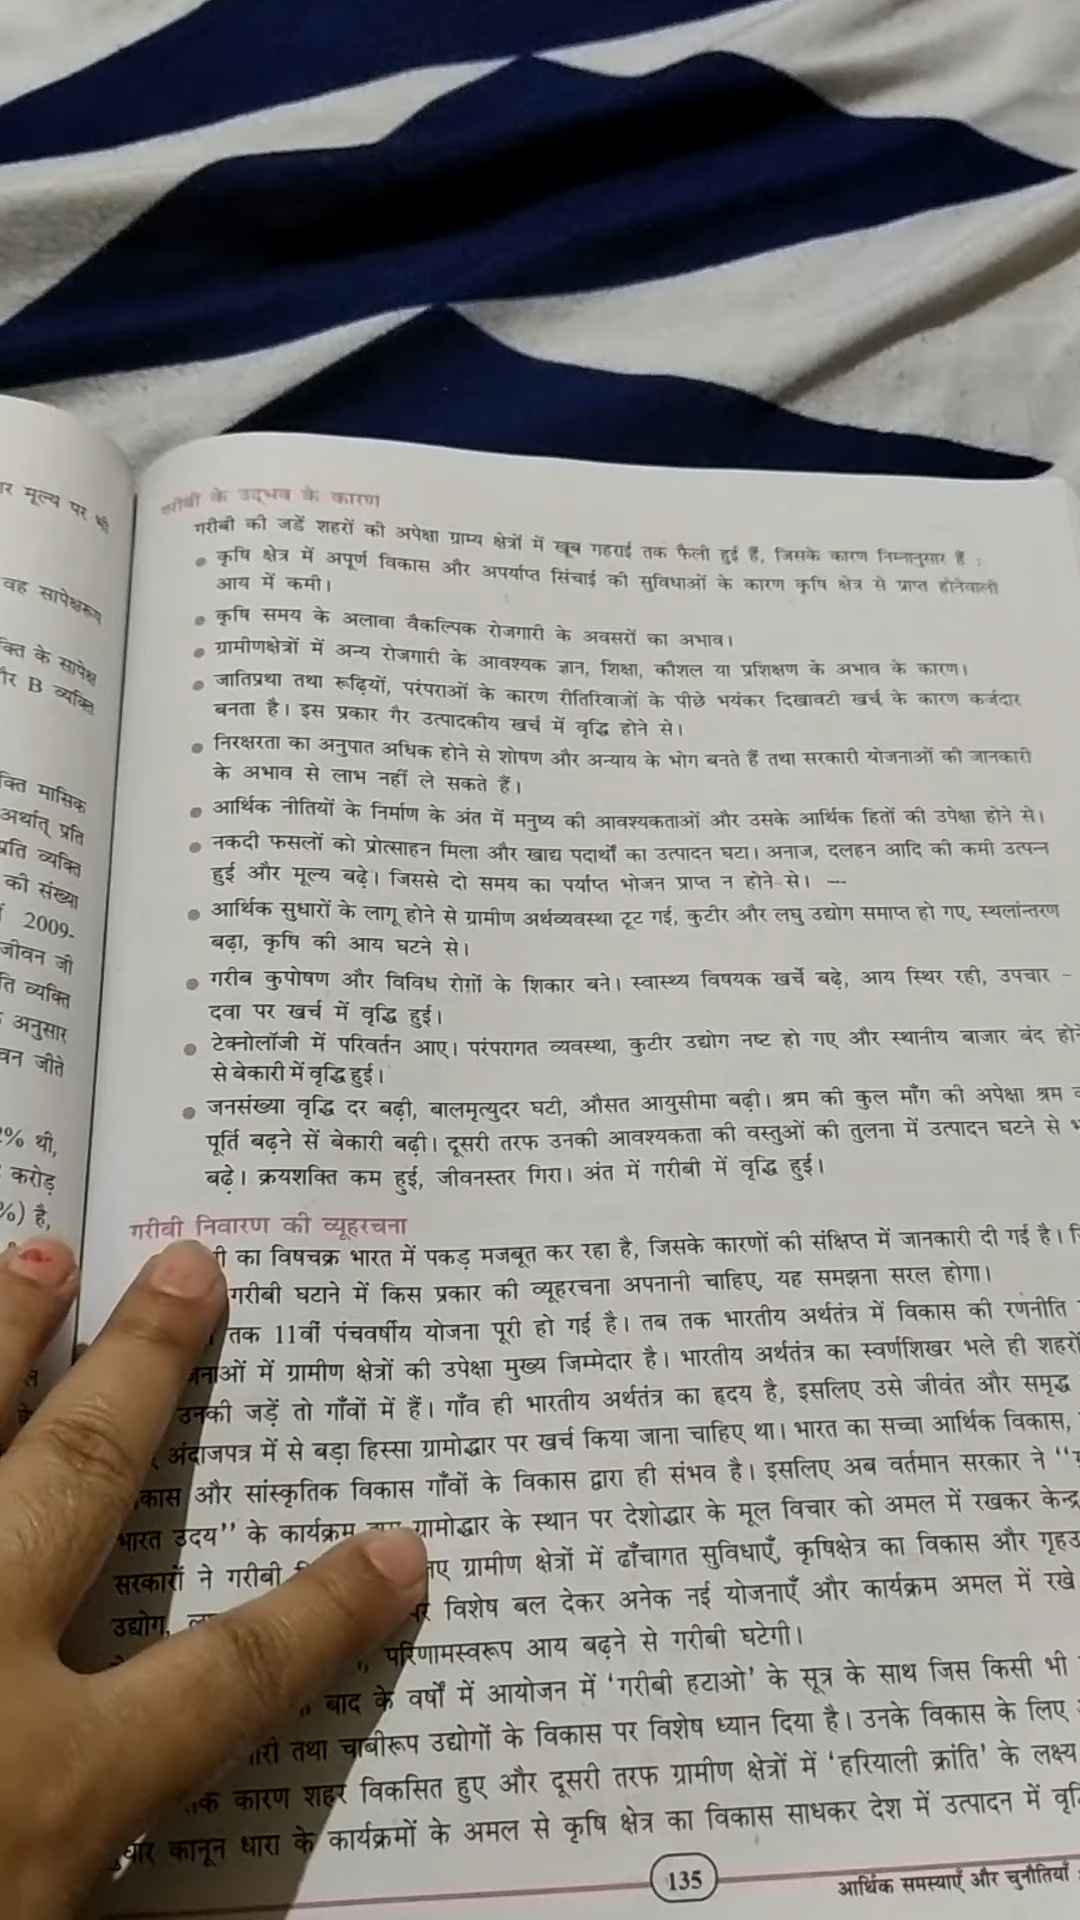 र मूल्य पर भी
वह सापेक्षरूप
क्ति के सापेक्ष
और B व्यक्ति
क्ति मासिक
अर्थात् प्रति
प्रति व्यक्ति
की संख्या
2009-
जीवन जी
ति व्यक्ति
अनुसार
वन जीते
% थी,
करोड़
%) है,
गरीबी के उद्भव के कारण
गरीबी की जडें शहरों की अपेक्षा ग्राम्य क्षेत्रों में खूब गहराई तक फैली हुई हैं, जिसके कारण निम्नानुसार हैं :
● कृषि क्षेत्र में अपूर्ण विकास और अपर्याप्त सिंचाई की सुविधाओं के कारण कृषि क्षेत्र से प्राप्त होनेवाली
आय में कमी।
● कृषि समय के अलावा वैकल्पिक रोजगारी के अवसरों का अभाव।
● ग्रामीणक्षेत्रों में अन्य रोजगारी के आवश्यक ज्ञान, शिक्षा, कौशल या प्रशिक्षण के अभाव के कारण।
● जातिप्रथा तथा रूढ़ियों, परंपराओं के कारण रीतिरिवाजों के पीछे भयंकर दिखावटी खर्च के कारण कर्जदार
बनता है। इस प्रकार गैर उत्पादकीय खर्च में वृद्धि होने से।
● निरक्षरता का अनुपात अधिक होने से शोषण और अन्याय के भोग बनते हैं तथा सरकारी योजनाओं की जानकारी
के अभाव से लाभ नहीं ले सकते हैं।
● आर्थिक नीतियों के निर्माण के अंत में मनुष्य की आवश्यकताओं और उसके आर्थिक हितों की उपेक्षा होने से।
● नकदी फसलों को प्रोत्साहन मिला और खाद्य पदार्थों का उत्पादन घटा। अनाज, दलहन आदि की कमी उत्पन्न
हुई और मूल्य बढ़े। जिससे दो समय का पर्याप्त भोजन प्राप्त न होने से। —
● आर्थिक सुधारों के लागू होने से ग्रामीण अर्थव्यवस्था टूट गई, कुटीर और लघु उद्योग समाप्त हो गए, स्थलांन्तरण
बढ़ा, कृषि की आय घटने से।
● गरीब कुपोषण और विविध रोगों के शिकार बने। स्वास्थ्य विषयक खर्चे बढ़े, आय स्थिर रही, उपचार -
दवा पर खर्च में वृद्धि हुई।
● टेक्नोलॉजी में परिवर्तन आए। परंपरागत व्यवस्था, कुटीर उद्योग नष्ट हो गए और स्थानीय बाजार बंद होने
से बेकारी में वृद्धि हुई।
● जनसंख्या वृद्धि दर बढ़ी, बालमृत्युदर घटी, औसत आयुसीमा बढ़ी। श्रम की कुल माँग की अपेक्षा श्रम
पूर्ति बढ़ने सें बेकारी बढ़ी। दूसरी तरफ उनकी आवश्यकता की वस्तुओं की तुलना में उत्पादन घटने से
बढ़े। क्रयशक्ति कम हुई, जीवनस्तर गिरा। अंत में गरीबी में वृद्धि हुई।
गरीबी निवारण की व्यूहरचना
का विषचक्र भारत में पकड़ मजबूत कर रहा है, जिसके कारणों की संक्षिप्त में जानकारी दी गई है।
गरीबी घटाने में किस प्रकार की व्यूहरचना अपनानी चाहिए, यह समझना सरल होगा।
तक 11वीं पंचवर्षीय योजना पूरी हो गई है। तब तक भारतीय अर्थतंत्र में विकास की रणनीति
जनाओं में ग्रामीण क्षेत्रों की उपेक्षा मुख्य जिम्मेदार है। भारतीय अर्थतंत्र का स्वर्णशिखर भले ही शहरों
उनकी जड़ें तो गाँवों में हैं। गाँव ही भारतीय अर्थतंत्र का हृदय है, इसलिए उसे जीवंत और समृद्ध
अंदाजपत्र में से बड़ा हिस्सा ग्रामोद्धार पर खर्च किया जाना चाहिए था। भारत का सच्चा आर्थिक विकास,
कास और सांस्कृतिक विकास गाँवों के विकास द्वारा ही संभव है। इसलिए अब वर्तमान सरकार ने
भारत उदय'' के कार्यक्रम ग्रामोद्धार के स्थान पर देशोद्धार के मूल विचार को अमल में रखकर केन्द्र
सरकारों ने गरीबी ग्रामीण क्षेत्रों में ढाँचागत सुविधाएँ, कृषिक्षेत्र का विकास और
उद्योग, विशेष बल देकर अनेक नई योजनाएँ और कार्यक्रम अमल में रखे
परिणामस्वरूप आय बढ़ने से गरीबी घटेगी।
बाद के वर्षों में आयोजन में 'गरीबी हटाओ' के सूत्र के साथ जिस किसी भी
तथा चाबीरूप उद्योगों के विकास पर विशेष ध्यान दिया है। उनके विकास के लिए
कारण शहर विकसित हुए और दूसरी तरफ ग्रामीण क्षेत्रों में 'हरियाली क्रांति' के लक्ष्य
कानून धारा के कार्यक्रमों के अमल से कृषि क्षेत्र का विकास साधकर देश में उत्पादन में
135
आर्थिक समस्याएँ और चुनौतियाँ